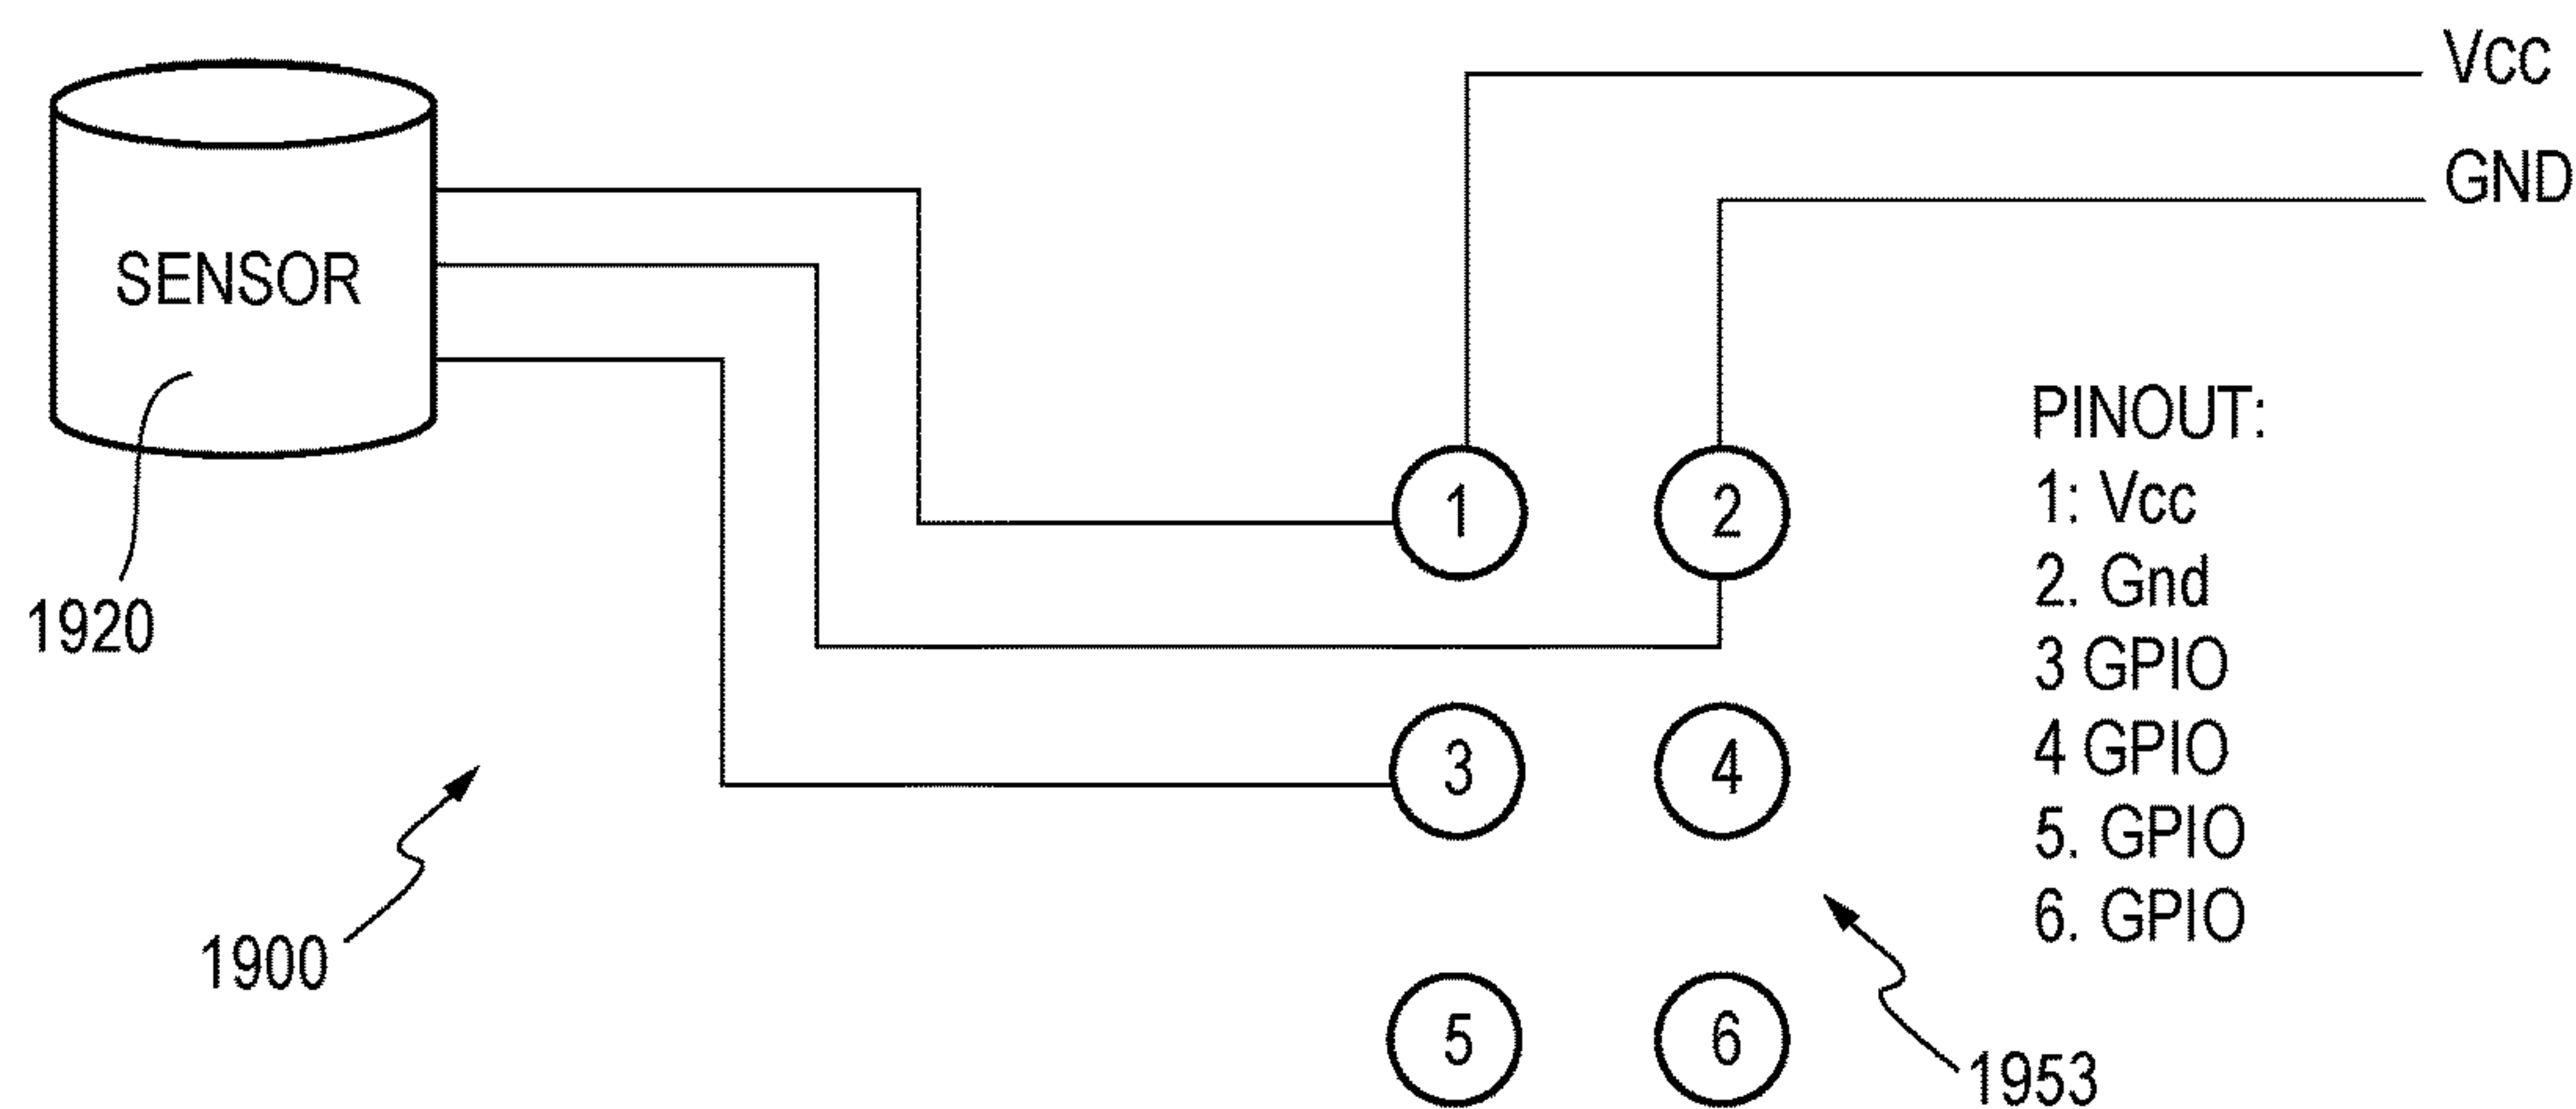 Vcc
GND
SENSOR
1920
1900
1
2
3
4
5
6
PINOUT:
1: Vcc
2. Gnd
3 GPIO
4 GPIO
5. GPIO
6. GPIO
1953